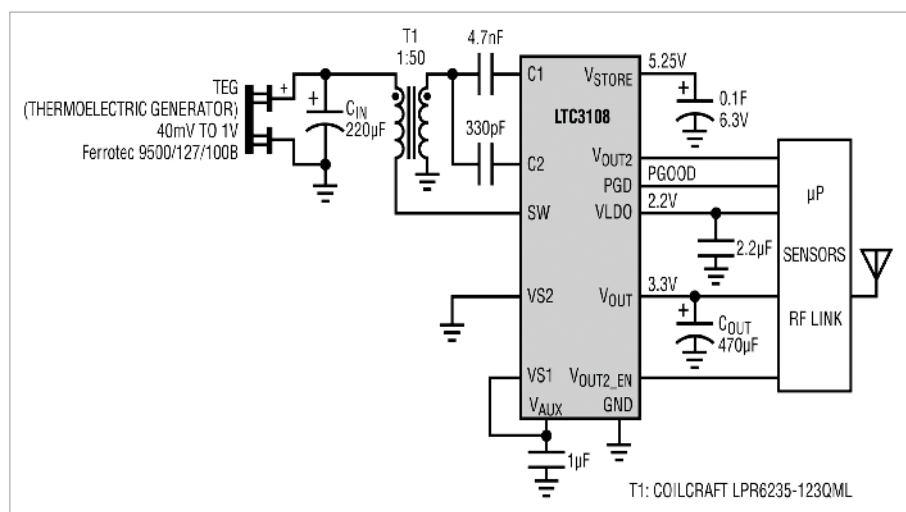 TEG
(THERMOELECTRIC GENERATOR)
40mV TO 1V
Ferrotec 9500/127/100B
+
+
CIN
220µF
T1
1:50
4.7nF
330pF
C1
C2
SW
VS2
VS1
VAUX
1µF
LTC3108
VSTORE
VOUT2
PGD
VLDO
VOUT
VOUT2_EN
GND
5.25V
+
0.1F
6.3V
PGOOD
2.2V
2.2µF
3.3V
+
COUT
470µF
µP
SENSORS
RF LINK
T1: COILCRAFT LPR6235-123QML